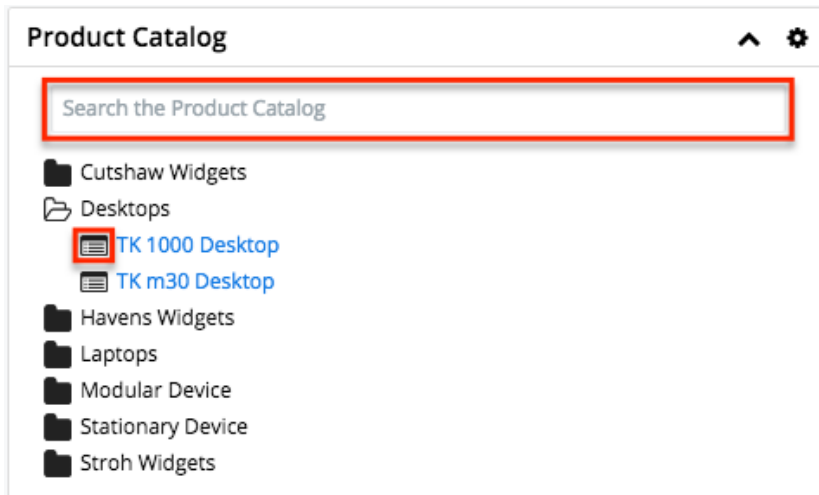 Product Catalog
Search the Product Catalog
Cutshaw Widgets
Desktops
TK 1000 Desktop
TK m30 Desktop
Havens Widgets
Laptops
Modular Device
Stationary Device
Stroh Widgets